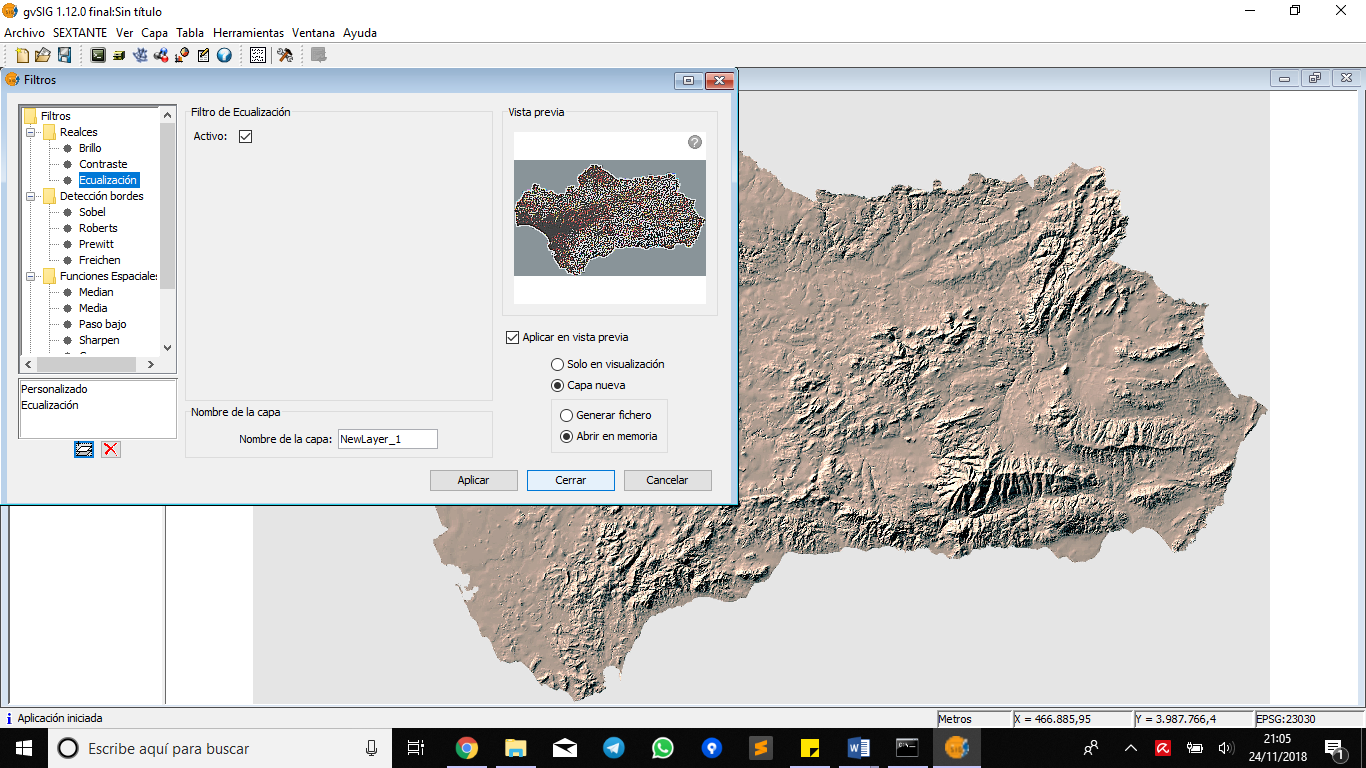 gvSIG 1.12.0 final:Sin título
Archivo SEXTANTE Ver Capa Tabla Herramientas Ventana Ayuda
Filtros
Filtros
Realces
Brillo
Contraste
Ecualización
Detección bordes
Sobel
Roberts
Prewitt
Freichen
Funciones Espaciales
Median
Media
Paso bajo
Sharpen
Personalizado
Ecualización
Filtro de Ecualización
Activo:
Nombre de la capa
Nombre de la capa: NewLayer_1
Vista previa
?
Aplicar en vista previa
Solo en visualización
Capa nueva
Generar fichero
Abrir en memoria
Aplicar Cerrar Cancelar
Aplicación iniciada
Metros X = 466.885,95 Y = 3.987.766,4 EPSG:23030
Escribe aquí para buscar
21:05
24/11/2018
1